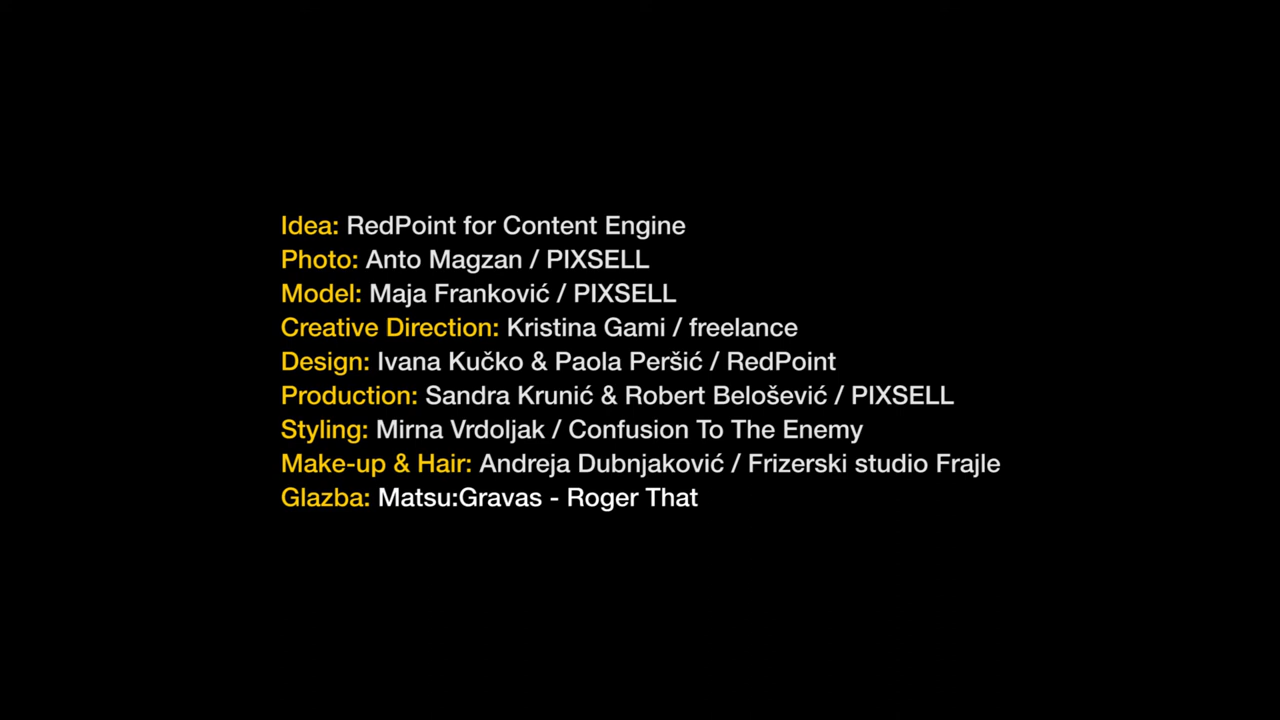 Idea: RedPoint for Content Engine
Photo: Anto Magzan / PIXSELL
Model: Maja Franković / PIXSELL
Creative Direction: Kristina Gami / freelance
Design: Ivana Kučko & Paola Peršić / RedPoint
Production: Sandra Krunić & Robert Belošević / PIXSELL
Styling: Mirna Vrdoljak / Confusion To The Enemy
Make-up & Hair: Andreja Dubnjaković / Frizerski studio Frajle
Glazba: Matsu:Gravas - Roger That